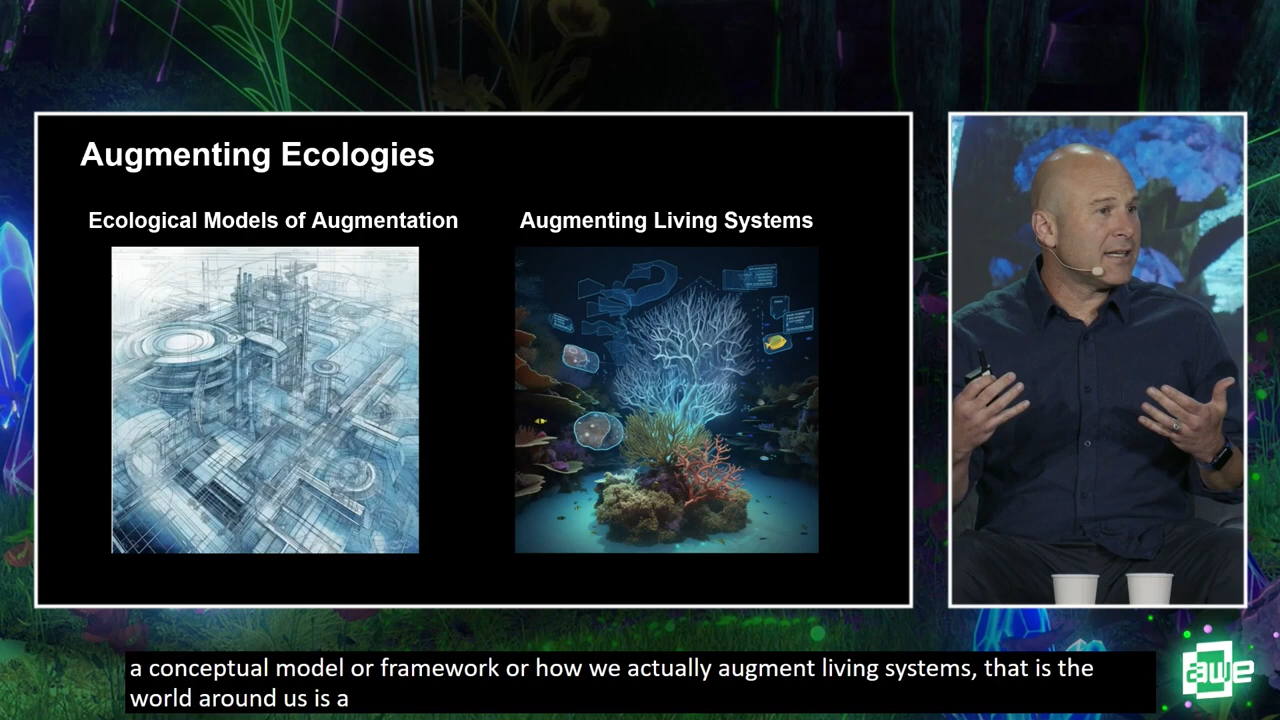 Augmenting Ecologies
Ecological Models of Augmentation
Augmenting Living Systems
a conceptual model or framework or how we actually augment living systems, that is the
world around us is a
awe